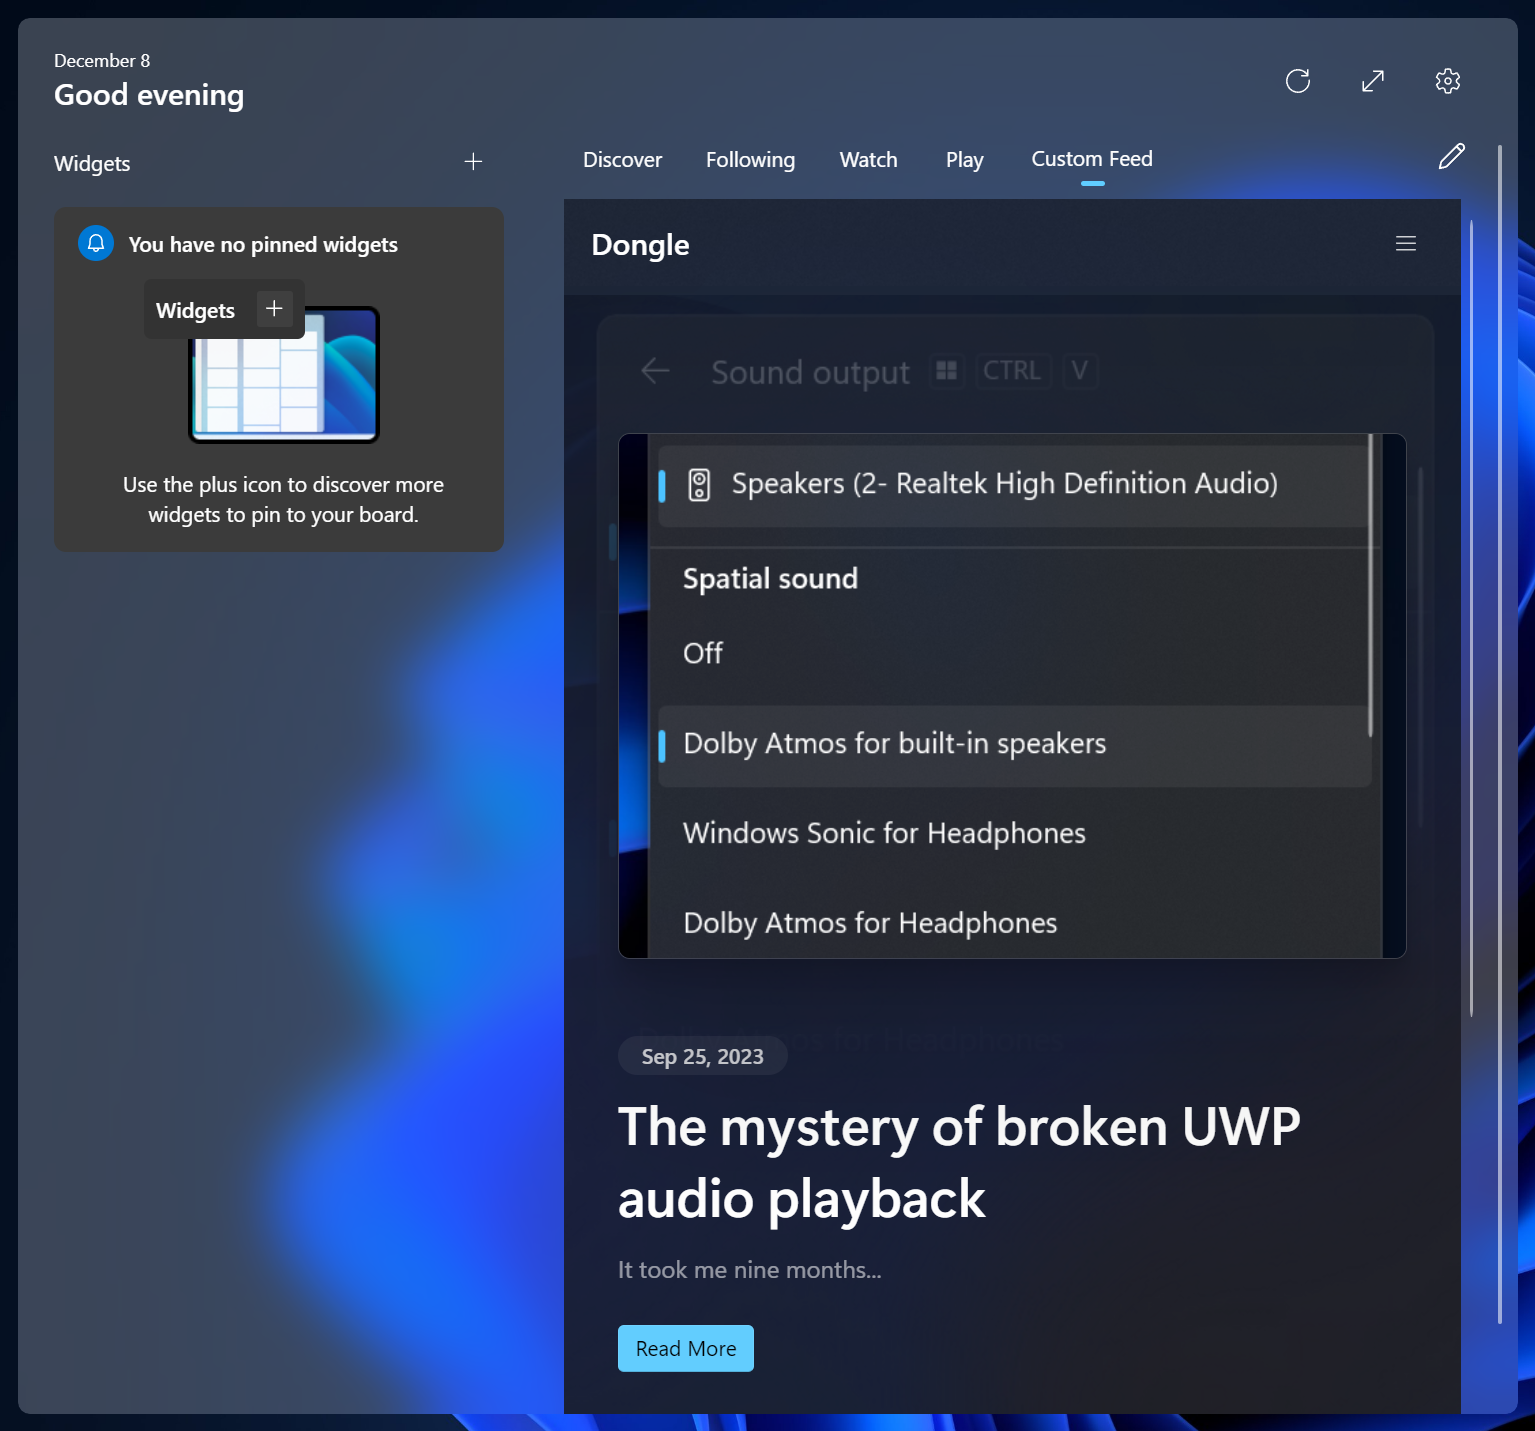 December 8
Good evening
Widgets
You have no pinned widgets
Widgets
Use the plus icon to discover more
widgets to pin to your board.
Discover Following Watch Play Custom Feed
Dongle
Sound output CTRL V
Speakers (2- Realtek High Definition Audio)
Spatial sound
Off
Dolby Atmos for built-in speakers
Windows Sonic for Headphones
Dolby Atmos for Headphones
Sep 25, 2023
The mystery of broken UWP
audio playback
It took me nine months...
Read More